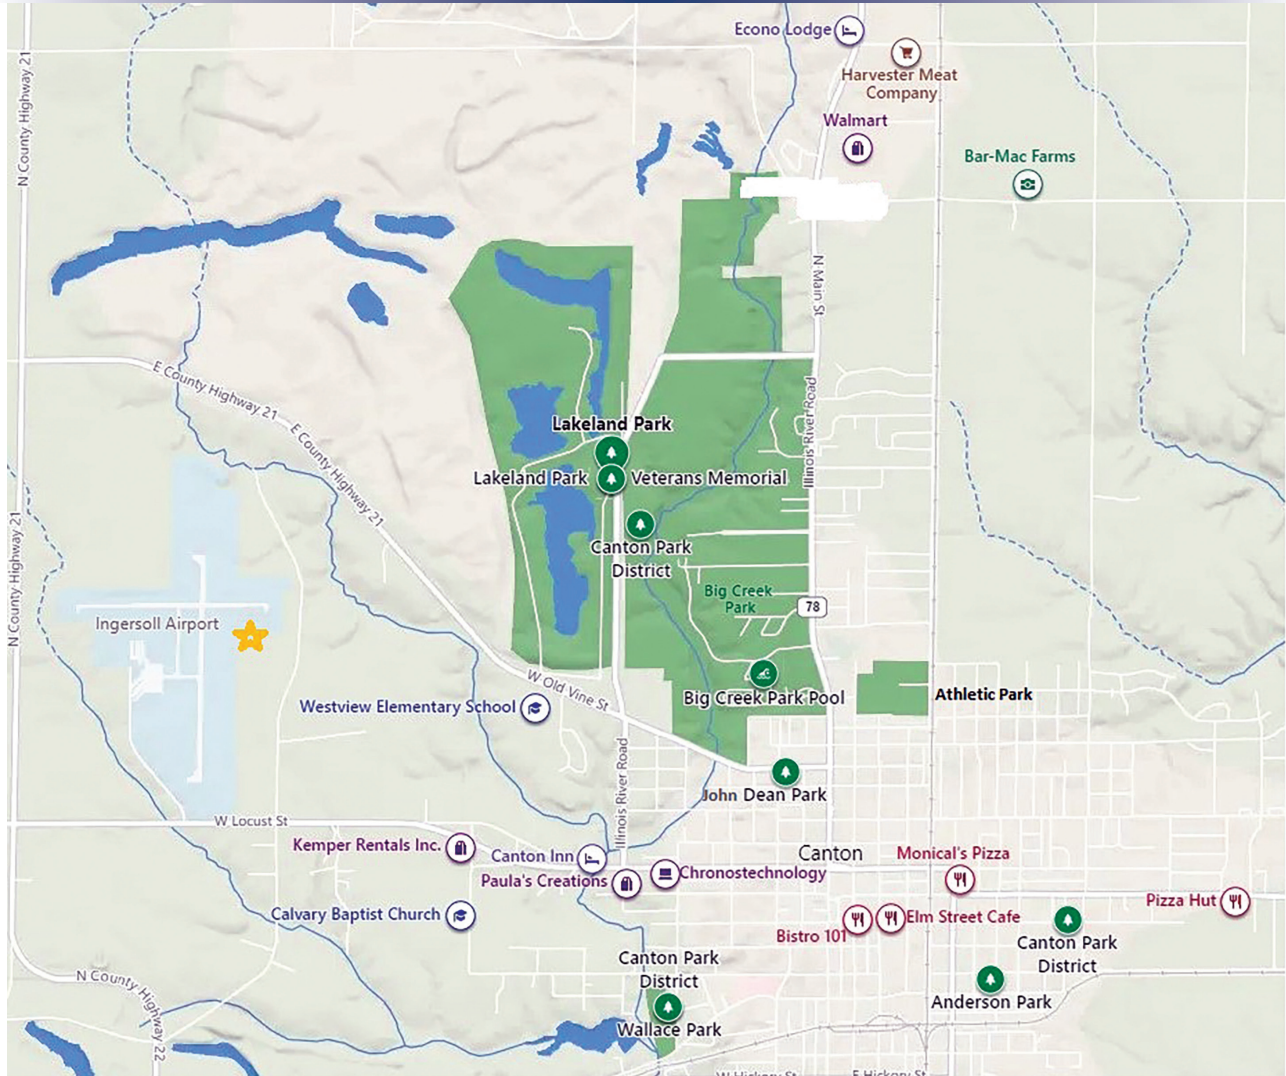 Econo Lodge
Harvester Meat
Company
Walmart
Bar-Mac Farms
N County Highway 21
N Main St
E County Highway 21
E County Highway 21
Illinois River Road
Lakeland Park
Lakeland Park
Veterans Memorial
Canton Park
District
Big Creek
Park
78
N County Highway 21
Ingersoll Airport
W Old Vine St
Big Creek Park Pool
Athletic Park
Westview Elementary School
Illinois River Road
John Dean Park
W Locust St
Kemper Rentals Inc.
Canton Inn
Canton
Monical's Pizza
Paula's Creations
Chronostechnology
Pizza Hut
Calvary Baptist Church
Bistro 101
Elm Street Cafe
Canton Park
District
Canton Park
District
Anderson Park
N County Highway 22
Wallace Park
W Hickory St
E Hickory St